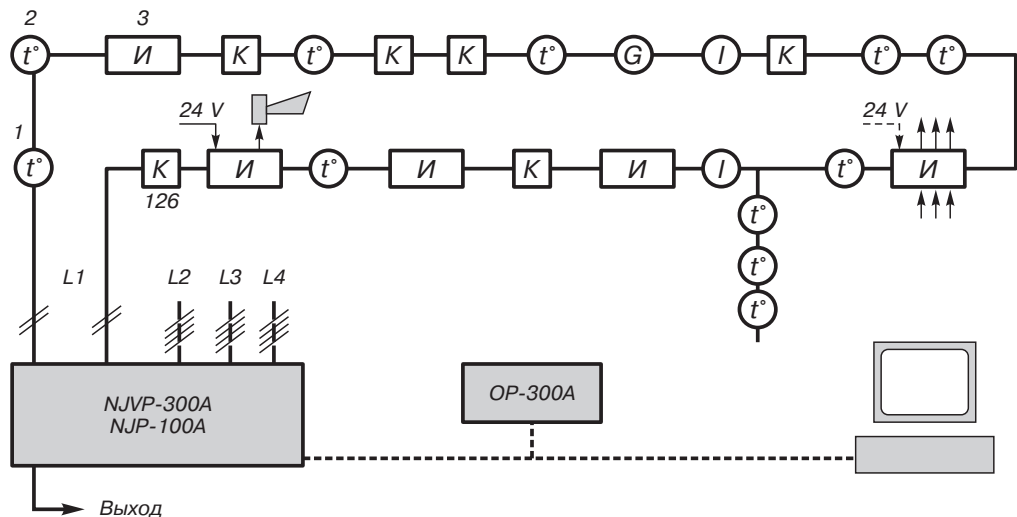 2 3
t° И К t° К К t° G I К t° t°
24 V 24 V
1
t° К И t° И К И I t° И
126
t°
t°
t°
L1 L2 L3 L4
NJVP-300A
NJP-100A
OP-300A
Выход